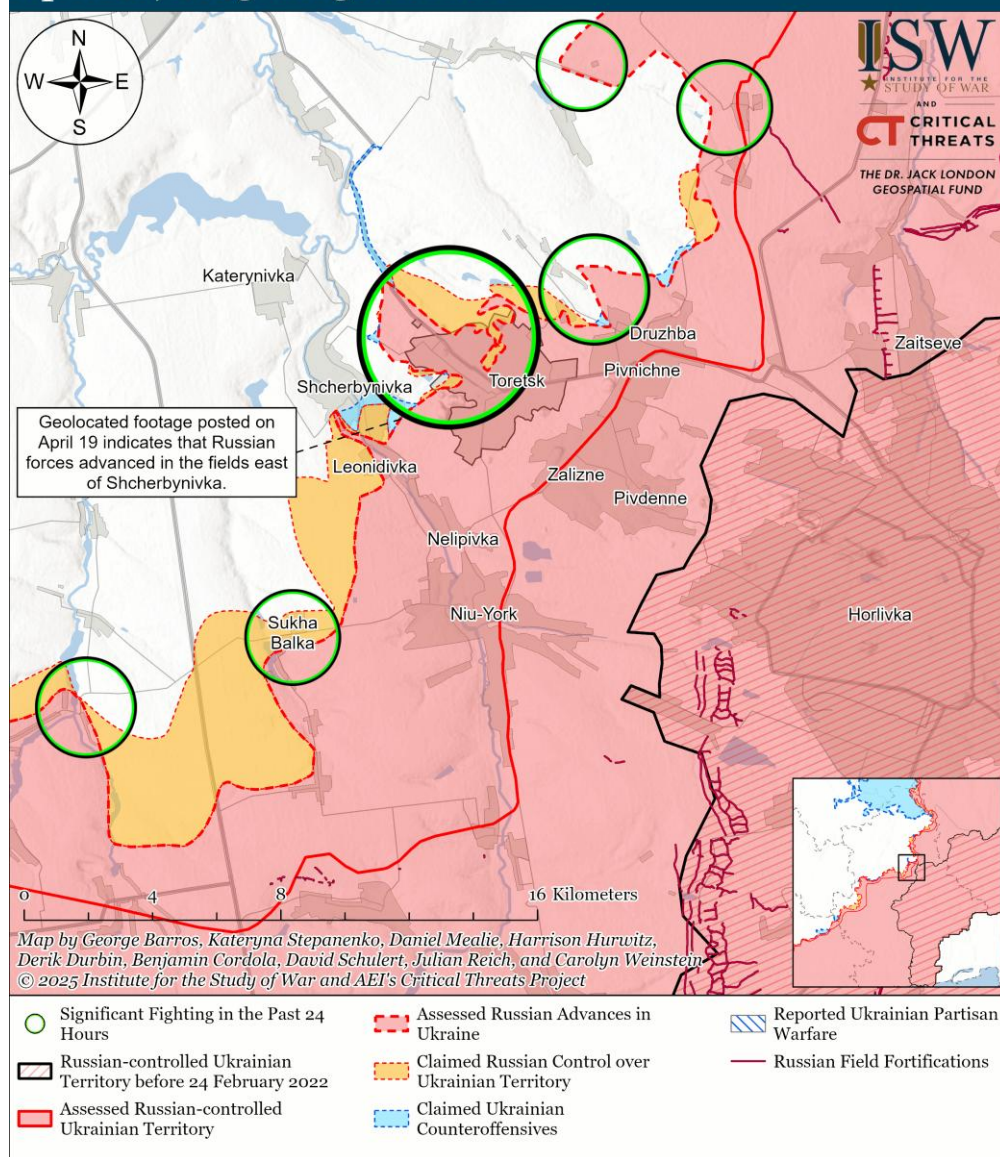 N
W
E
S
ISW
INSTITUTE FOR THE
STUDY OF WAR
AND
CT CRITICAL
THREATS
THE DR. JACK LONDON
GEOSPATIAL FUND
Katerynivka
Druzhba
Zaitseve
Pivnichne
Toretsk
Shcherbynivka
Geolocated footage posted on
April 19 indicates that Russian
forces advanced in the fields east
of Shcherbynivka.
Leonidivka
Zalizne
Pivdenne
Nelipivka
Niu-York
Horlivka
Sukha
Balka
0 4 8 16 Kilometers
Map by George Barros, Kateryna Stepanenko, Daniel Mealie, Harrison Hurwitz,
Derik Durbin, Benjamin Cordola, David Schulert, Julian Reich, and Carolyn Weinstein
© 2025 Institute for the Study of War and AEI's Critical Threats Project
Significant Fighting in the Past 24
Hours
Russian-controlled Ukrainian
Territory before 24 February 2022
Assessed Russian-controlled
Ukrainian Territory
Assessed Russian Advances in
Ukraine
Claimed Russian Control over
Ukrainian Territory
Claimed Ukrainian
Counteroffensives
Reported Ukrainian Partisan
Warfare
Russian Field Fortifications